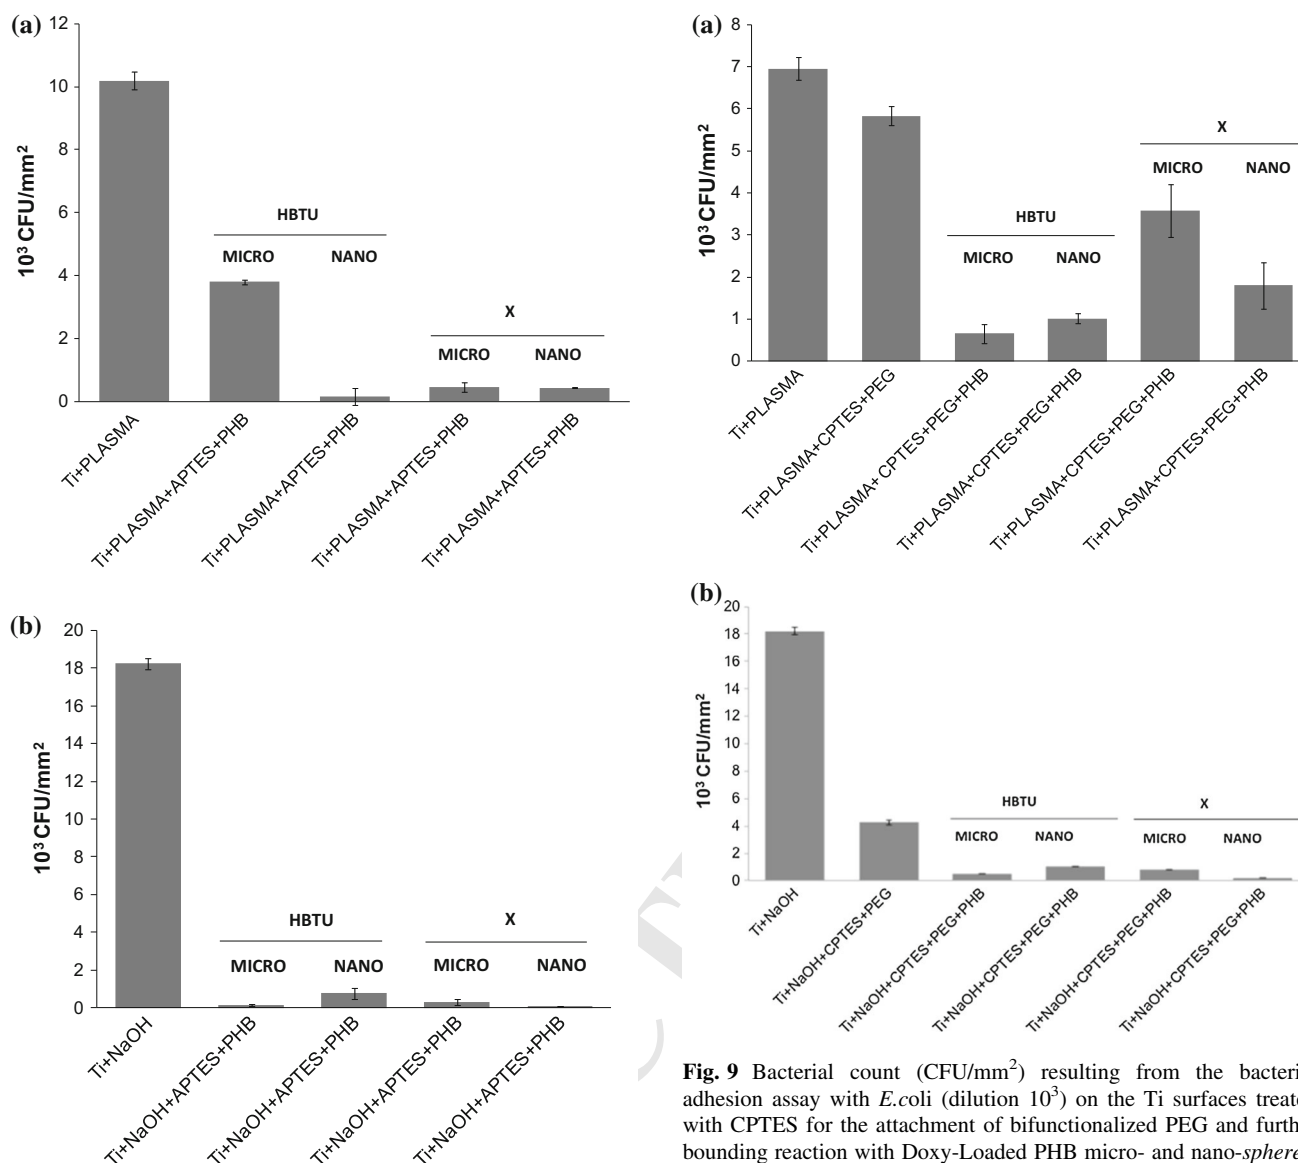 (a)
12
10
8
6
4
2
0
10³ CFU/mm²
HBTU
MICRO NANO
X
MICRO NANO
Ti+PLASMA
Ti+PLASMA+APTES+PHB
Ti+PLASMA+APTES+PHB
Ti+PLASMA+APTES+PHB
Ti+PLASMA+APTES+PHB
(b)
20
18
16
14
12
10
8
6
4
2
0
10³ CFU/mm²
HBTU
MICRO NANO
X
MICRO NANO
Ti+NaOH
Ti+NaOH+APTES+PHB
Ti+NaOH+APTES+PHB
Ti+NaOH+APTES+PHB
Ti+NaOH+APTES+PHB
(a)
8
7
6
5
4
3
2
1
0
10³ CFU/mm²
HBTU
MICRO NANO
X
MICRO NANO
Ti+PLASMA
Ti+PLASMA+CPTES+PEG
Ti+PLASMA+CPTES+PEG+PHB
Ti+PLASMA+CPTES+PEG+PHB
Ti+PLASMA+CPTES+PEG+PHB
Ti+PLASMA+CPTES+PEG+PHB
(b)
20
18
16
14
12
10
8
6
4
2
0
10³ CFU/mm²
HBTU
MICRO NANO
X
MICRO NANO
Ti+NaOH
Ti+NaOH+CPTES+PEG
Ti+NaOH+CPTES+PEG+PHB
Ti+NaOH+CPTES+PEG+PHB
Ti+NaOH+CPTES+PEG+PHB
Ti+NaOH+CPTES+PEG+PHB
Fig. 9 Bacterial count (CFU/mm²) resulting from the bacteri
adhesion assay with E.coli (dilution 10³) on the Ti surfaces treate
with CPTES for the attachment of bifunctionalized PEG and furth
bounding reaction with Doxy-Loaded PHB micro- and nano-sphere